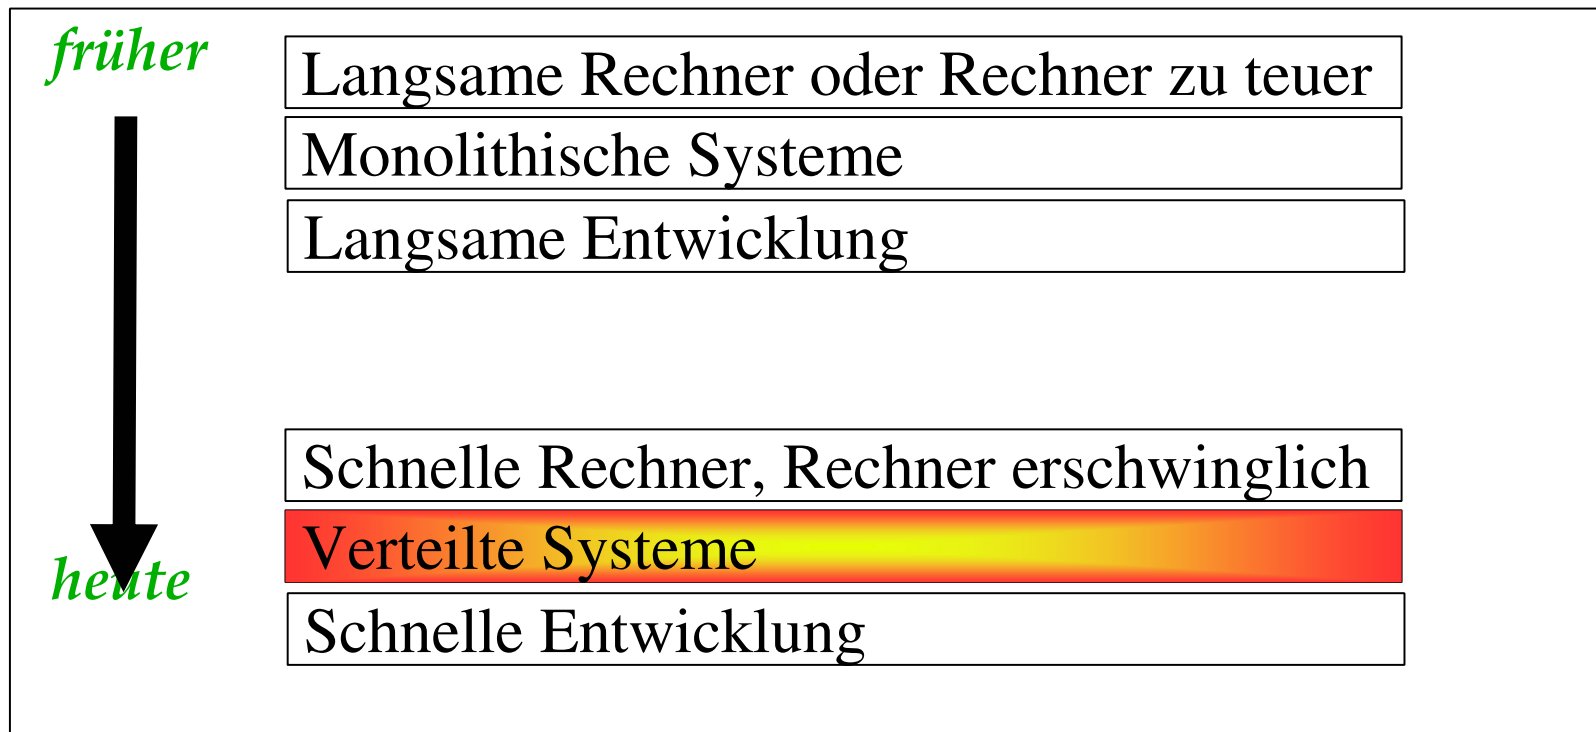 früher
Langsame Rechner oder Rechner zu teuer
Monolithische Systeme
Langsame Entwicklung
Schnelle Rechner, Rechner erschwinglich
Verteilte Systeme
heute
Schnelle Entwicklung